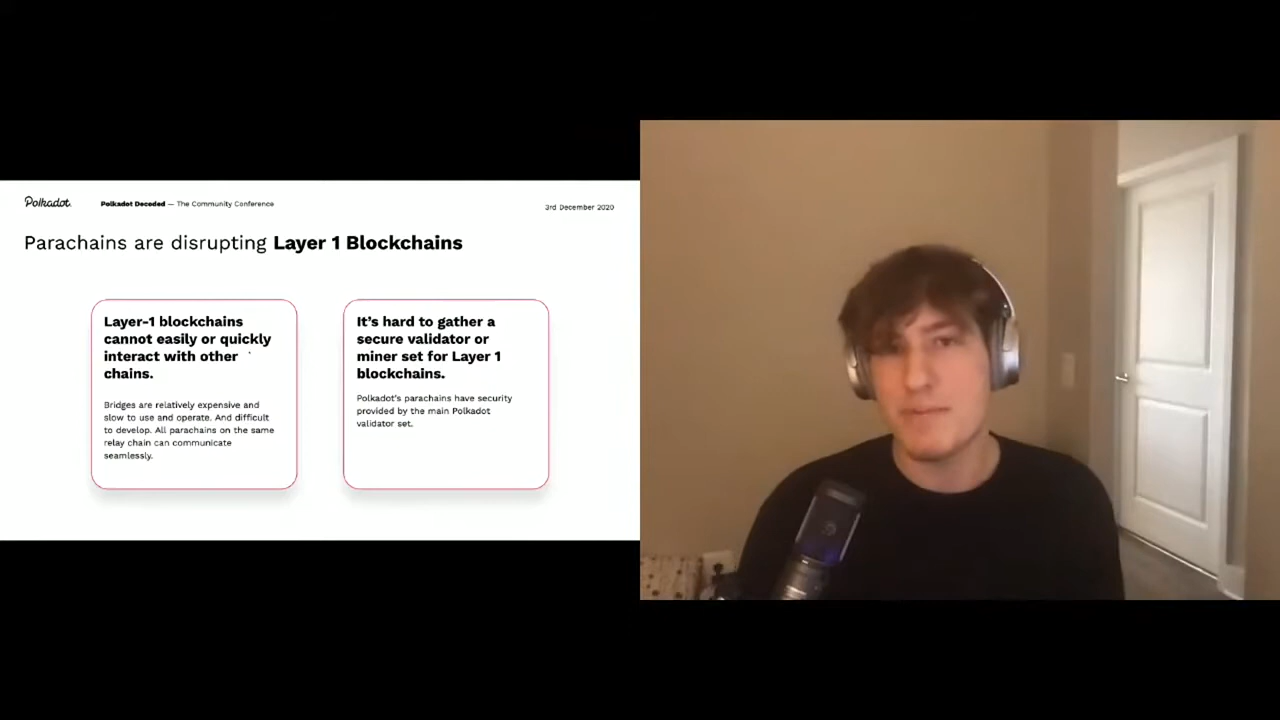 Polkadot.
Polkadot Decoded — The Community Conference
3rd December 2020
Parachains are disrupting Layer 1 Blockchains
Layer-1 blockchains
cannot easily or quickly
interact with other
chains.
Bridges are relatively expensive and
slow to use and operate. And difficult
to develop. All parachains on the same
relay chain can communicate
seamlessly.
It's hard to gather a
secure validator or
miner set for Layer 1
blockchains.
Polkadot's parachains have security
provided by the main Polkadot
validator set.